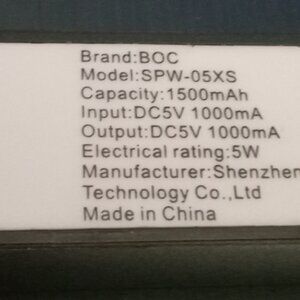 Brand:BOC
Model:SPW-05XS
Capacity:1500mAh
Input:DC5V 1000mA
Output:DC5V 1000mA
Electrical rating:5W
Manufacturer:Shenzhen
Technology Co.,Ltd
Made in China